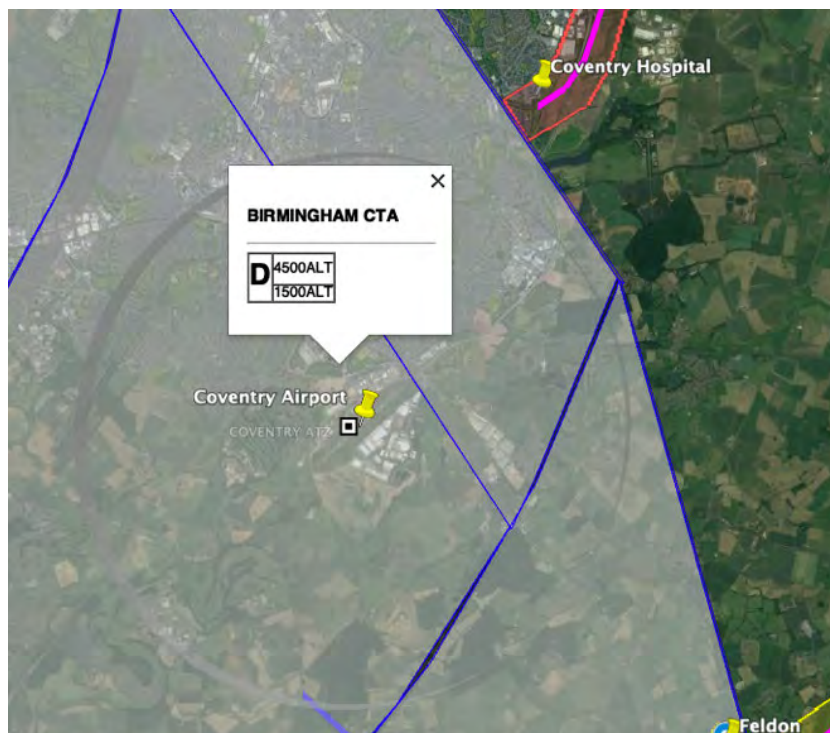 Coventry Hospital
×
BIRMINGHAM CTA
D
4500ALT
1500ALT
Coventry Airport
COVENTRY ATZ
Feldon